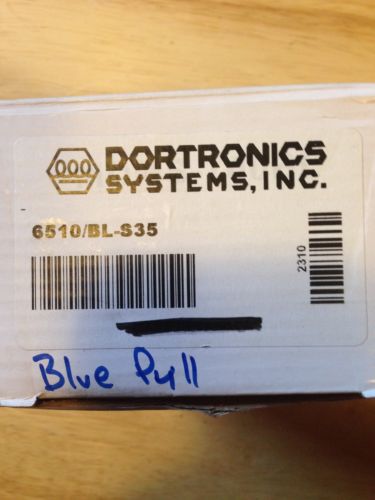 DORTRONICS
SYSTEMS, INC.
6510/BL-S35
2310
Blue Pull